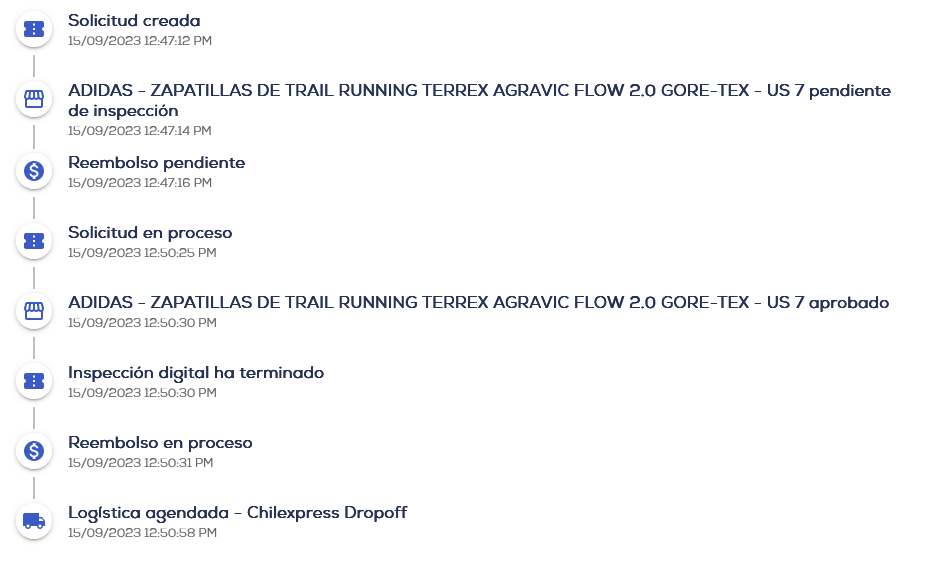 Solicitud creada
15/09/2023 12:47:12 PM
ADIDAS - ZAPATILLAS DE TRAIL RUNNING TERREX AGRAVIC FLOW 2.0 GORE-TEX - US 7 pendiente
de inspección
15/09/2023 12:47:14 PM
Reembolso pendiente
15/09/2023 12:47:16 PM
Solicitud en proceso
15/09/2023 12:50:25 PM
ADIDAS - ZAPATILLAS DE TRAIL RUNNING TERREX AGRAVIC FLOW 2.0 GORE-TEX - US 7 aprobado
15/09/2023 12:50:30 PM
Inspección digital ha terminado
15/09/2023 12:50:30 PM
Reembolso en proceso
15/09/2023 12:50:31 PM
Logística agendada - Chilexpress Dropoff
15/09/2023 12:50:58 PM